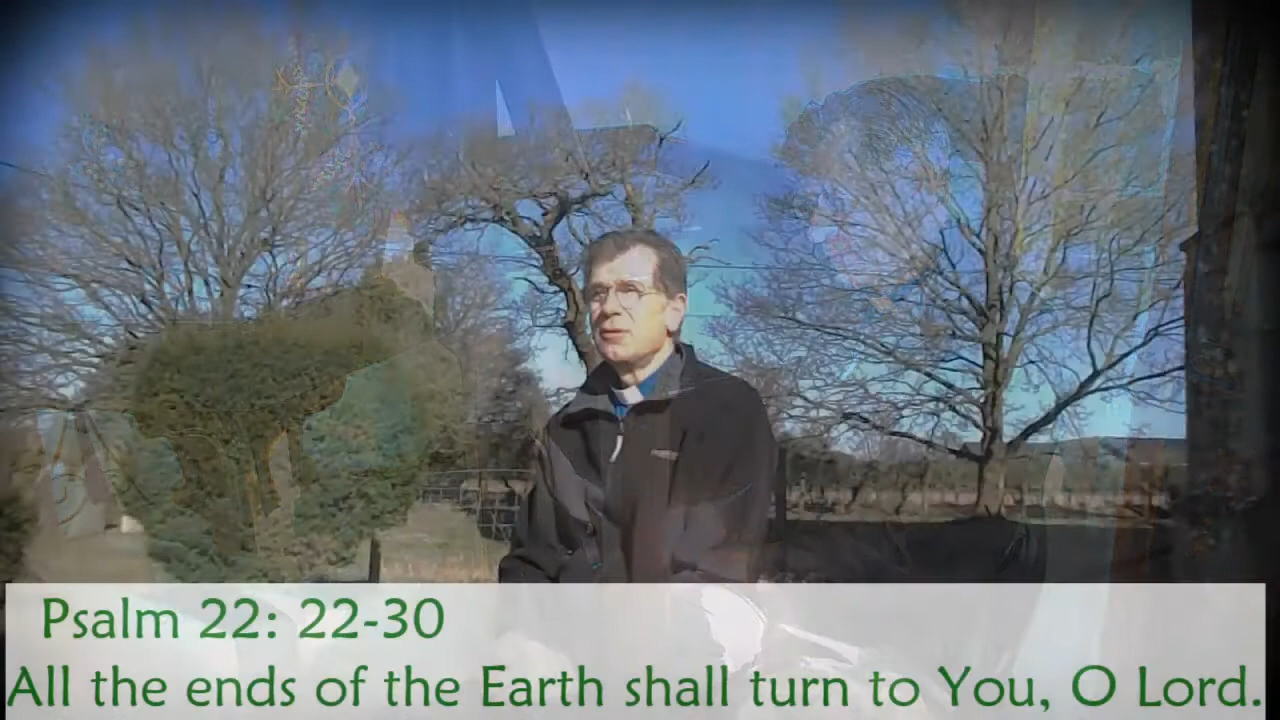 Psalm 22: 22-30
All the ends of the Earth shall turn to You, O Lord.